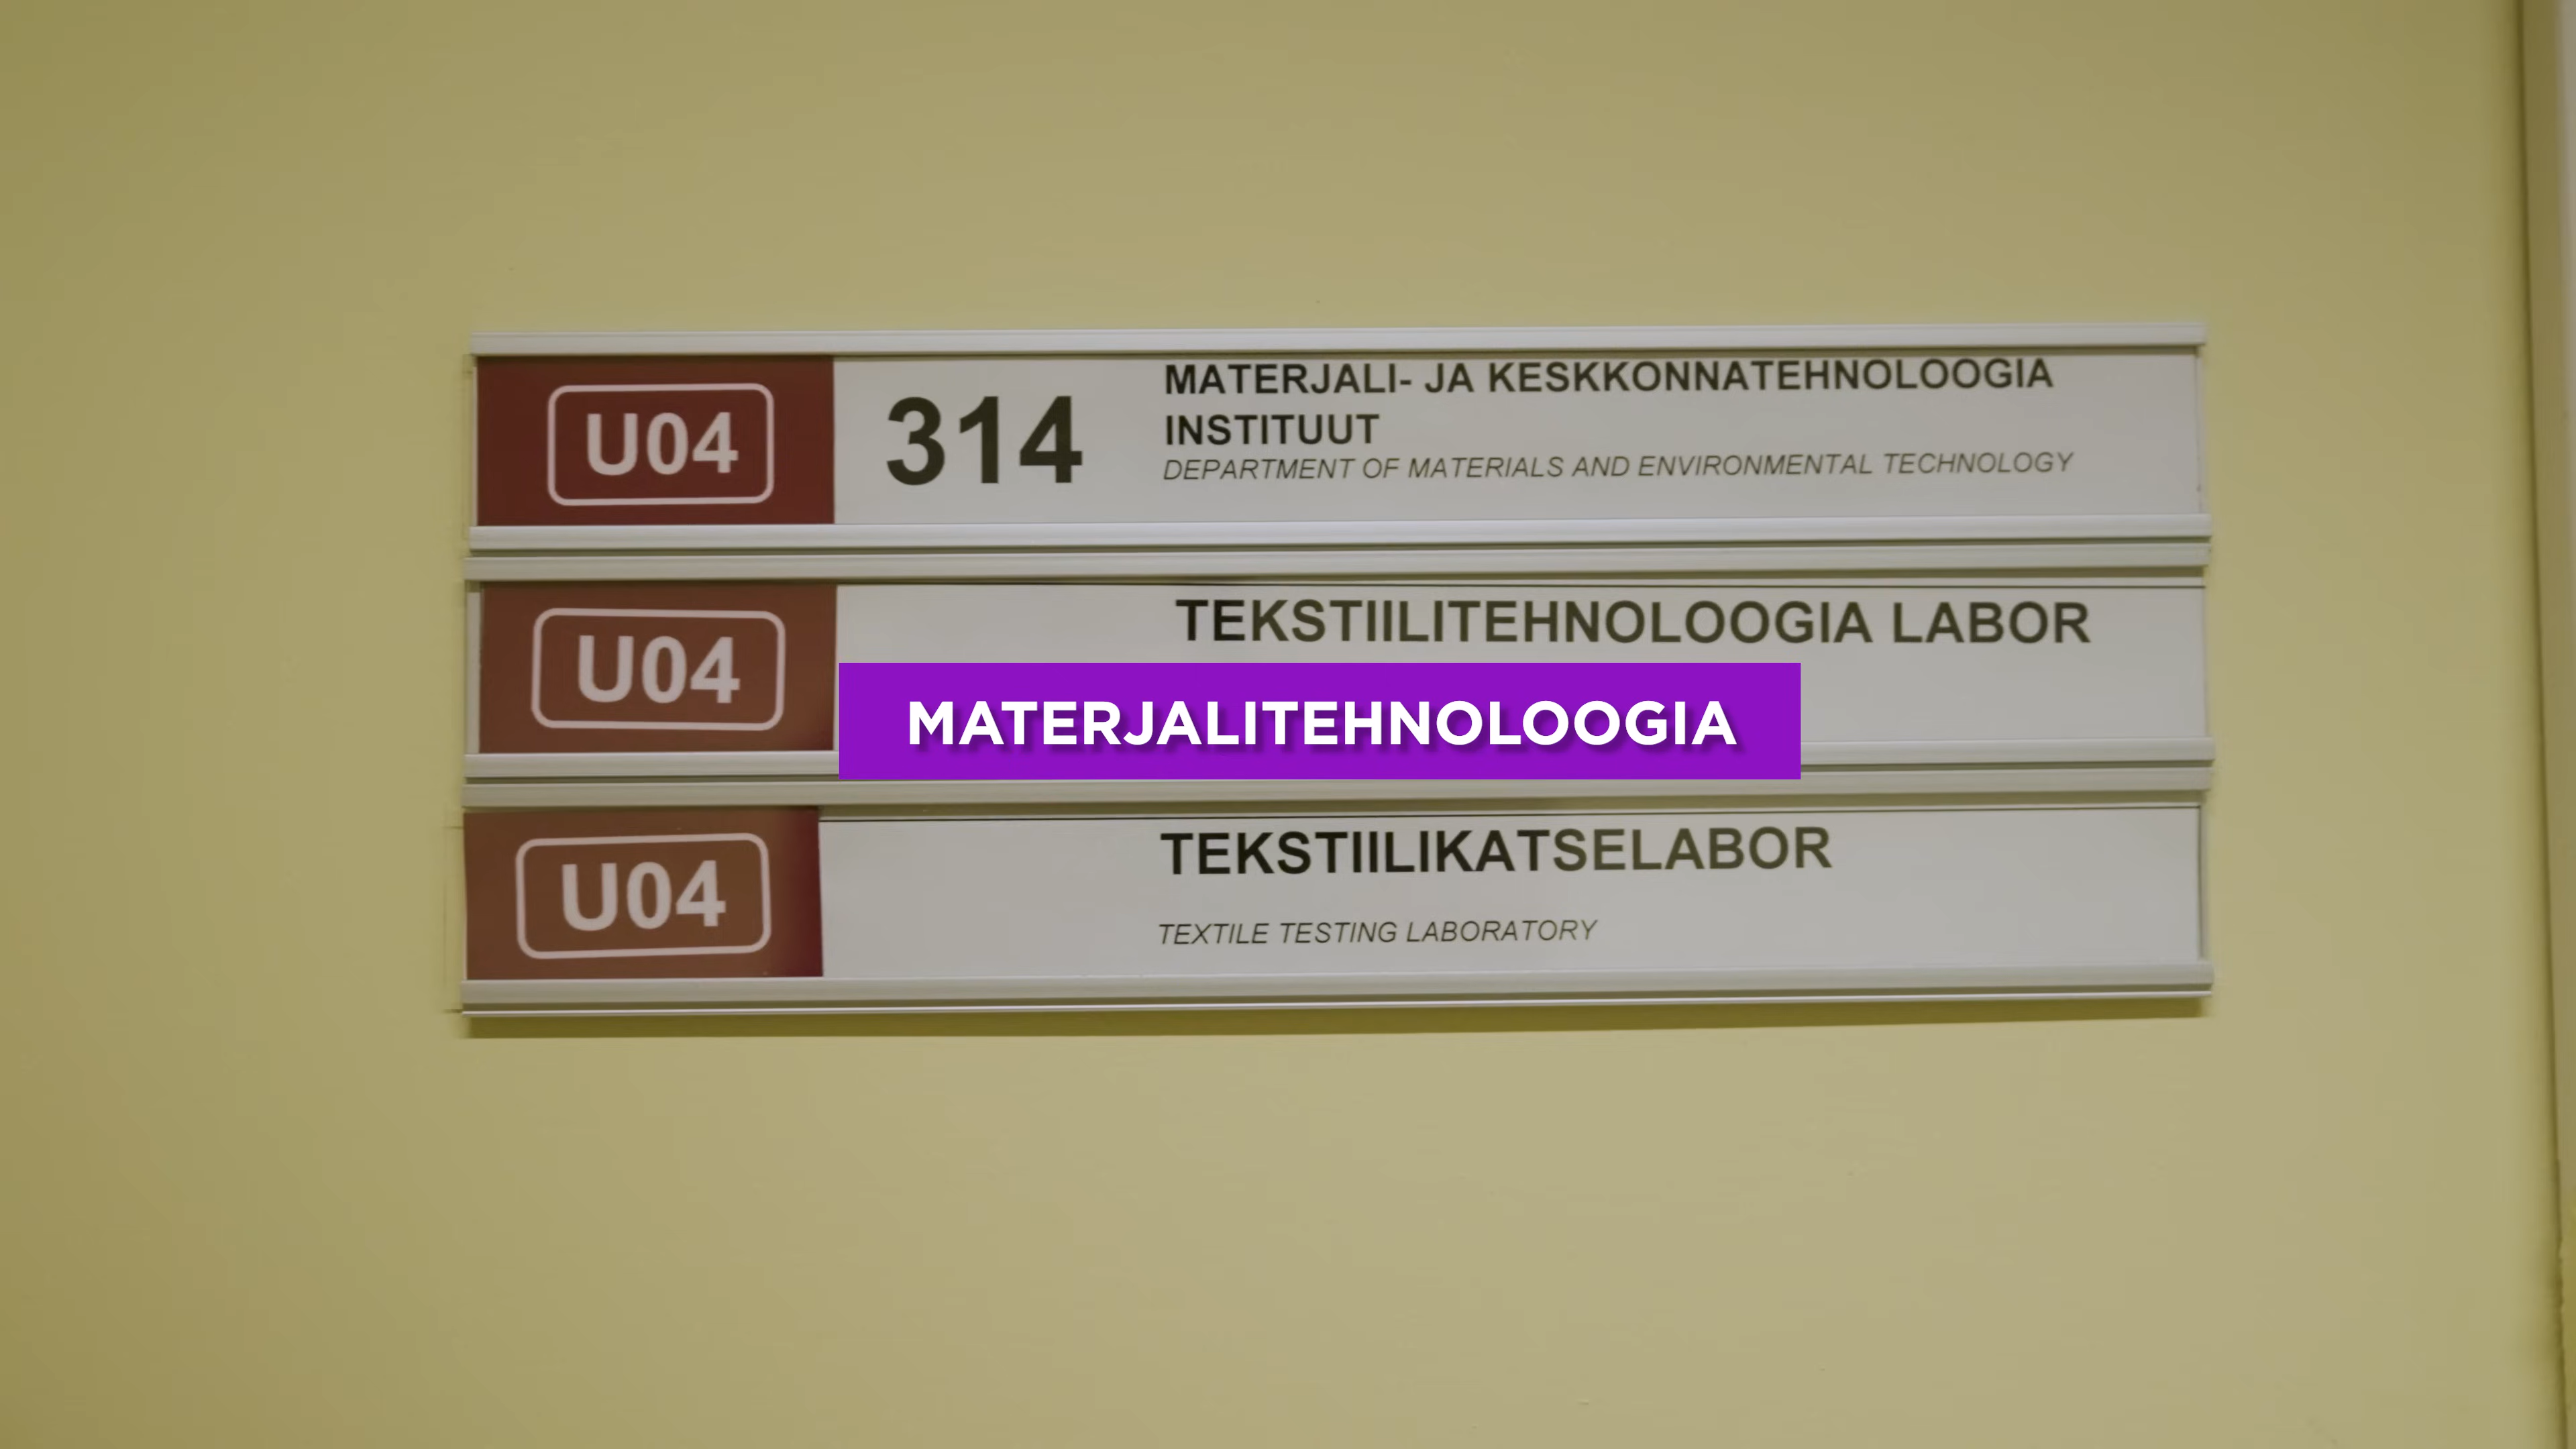 U04
314
MATERJALI- JA KESKKONNATEHNOLOOGIA
INSTITUUT
DEPARTMENT OF MATERIALS AND ENVIRONMENTAL TECHNOLOGY
U04
TEKSTIILITEHNOLOOGIA LABOR
MATERJALITEHNOLOOGIA
U04
TEKSTIILIKATSELABOR
TEXTILE TESTING LABORATORY